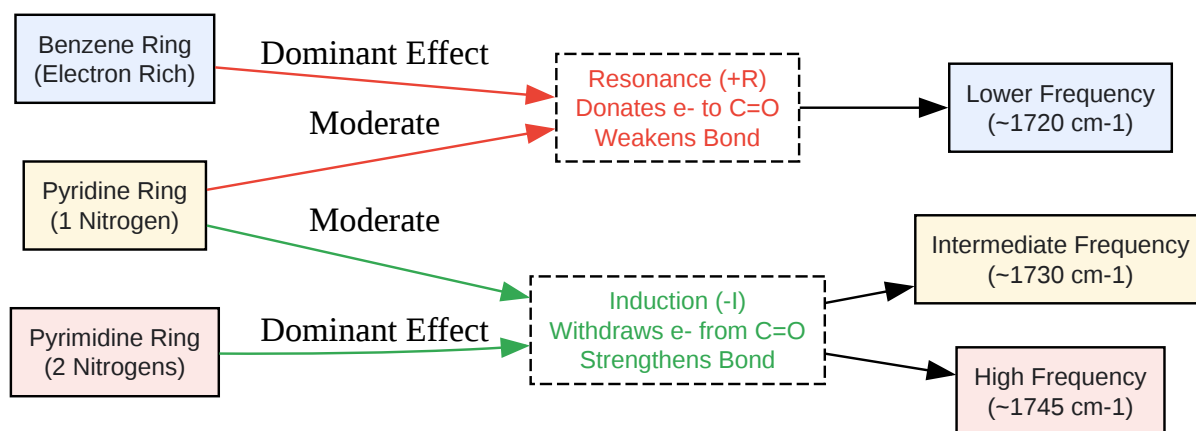 Benzene Ring
(Electron Rich)
Dominant Effect
Resonance (+R)
Donates e- to C=O
Weakens Bond
Lower Frequency
(~1720 cm-1)
Moderate
Pyridine Ring
(1 Nitrogen)
Moderate
Intermediate Frequency
(~1730 cm-1)
Induction (-I)
Withdraws e- from C=O
Strengthens Bond
Pyrimidine Ring
(2 Nitrogens)
Dominant Effect
High Frequency
(~1745 cm-1)